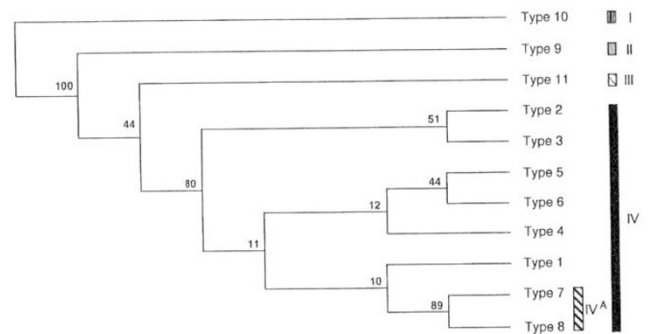 Type 10 I
Type 9 II
100
Type 11 III
44
Type 2
51
Type 3
80
Type 5
44
Type 6
12
Type 4
IV
11
Type 1
10
Type 7
89
IV A
Type 8